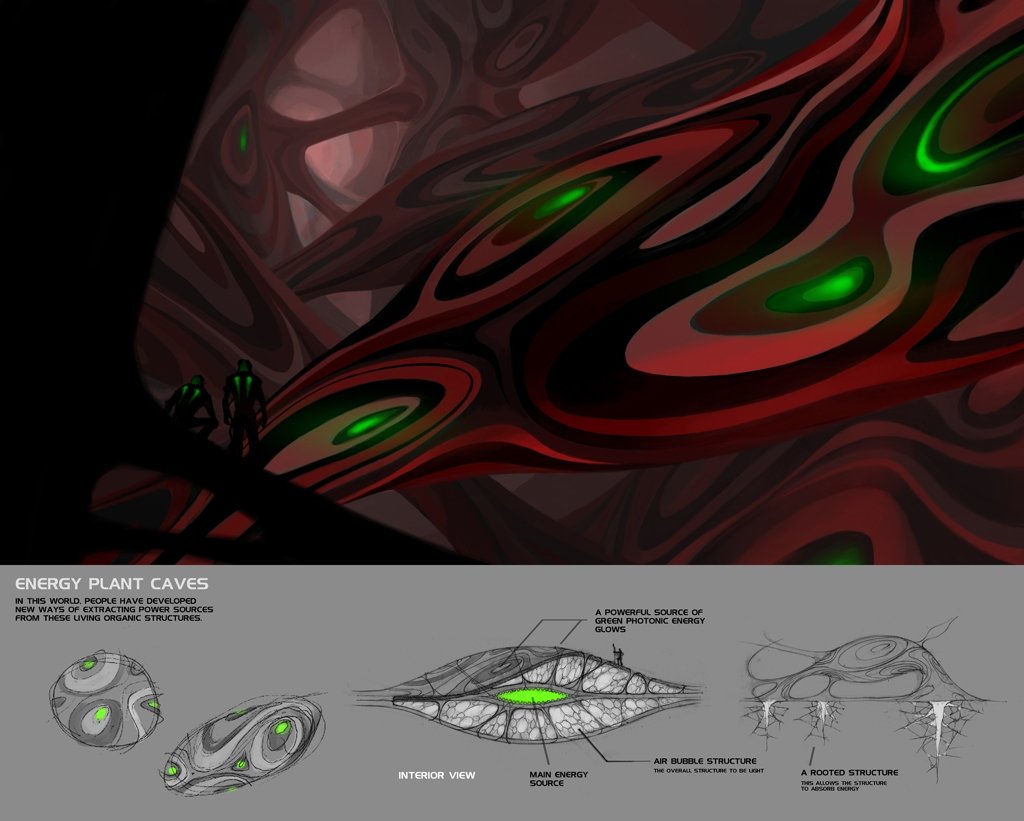 ENERGY PLANT CAVES
IN THIS WORLD, PEOPLE HAVE DEVELOPED
NEW WAYS OF EXTRACTING POWER SOURCES
FROM THESE LIVING ORGANIC STRUCTURES.
A POWERFUL SOURCE OF
GREEN PHOTONIC ENERGY
GLOWS
INTERIOR VIEW
MAIN ENERGY
SOURCE
AIR BUBBLE STRUCTURE
THE OVERALL STRUCTURE TO BE LIGHT
A ROOTED STRUCTURE
THIS ALLOWS THE STRUCTURE
TO ABSORB ENERGY